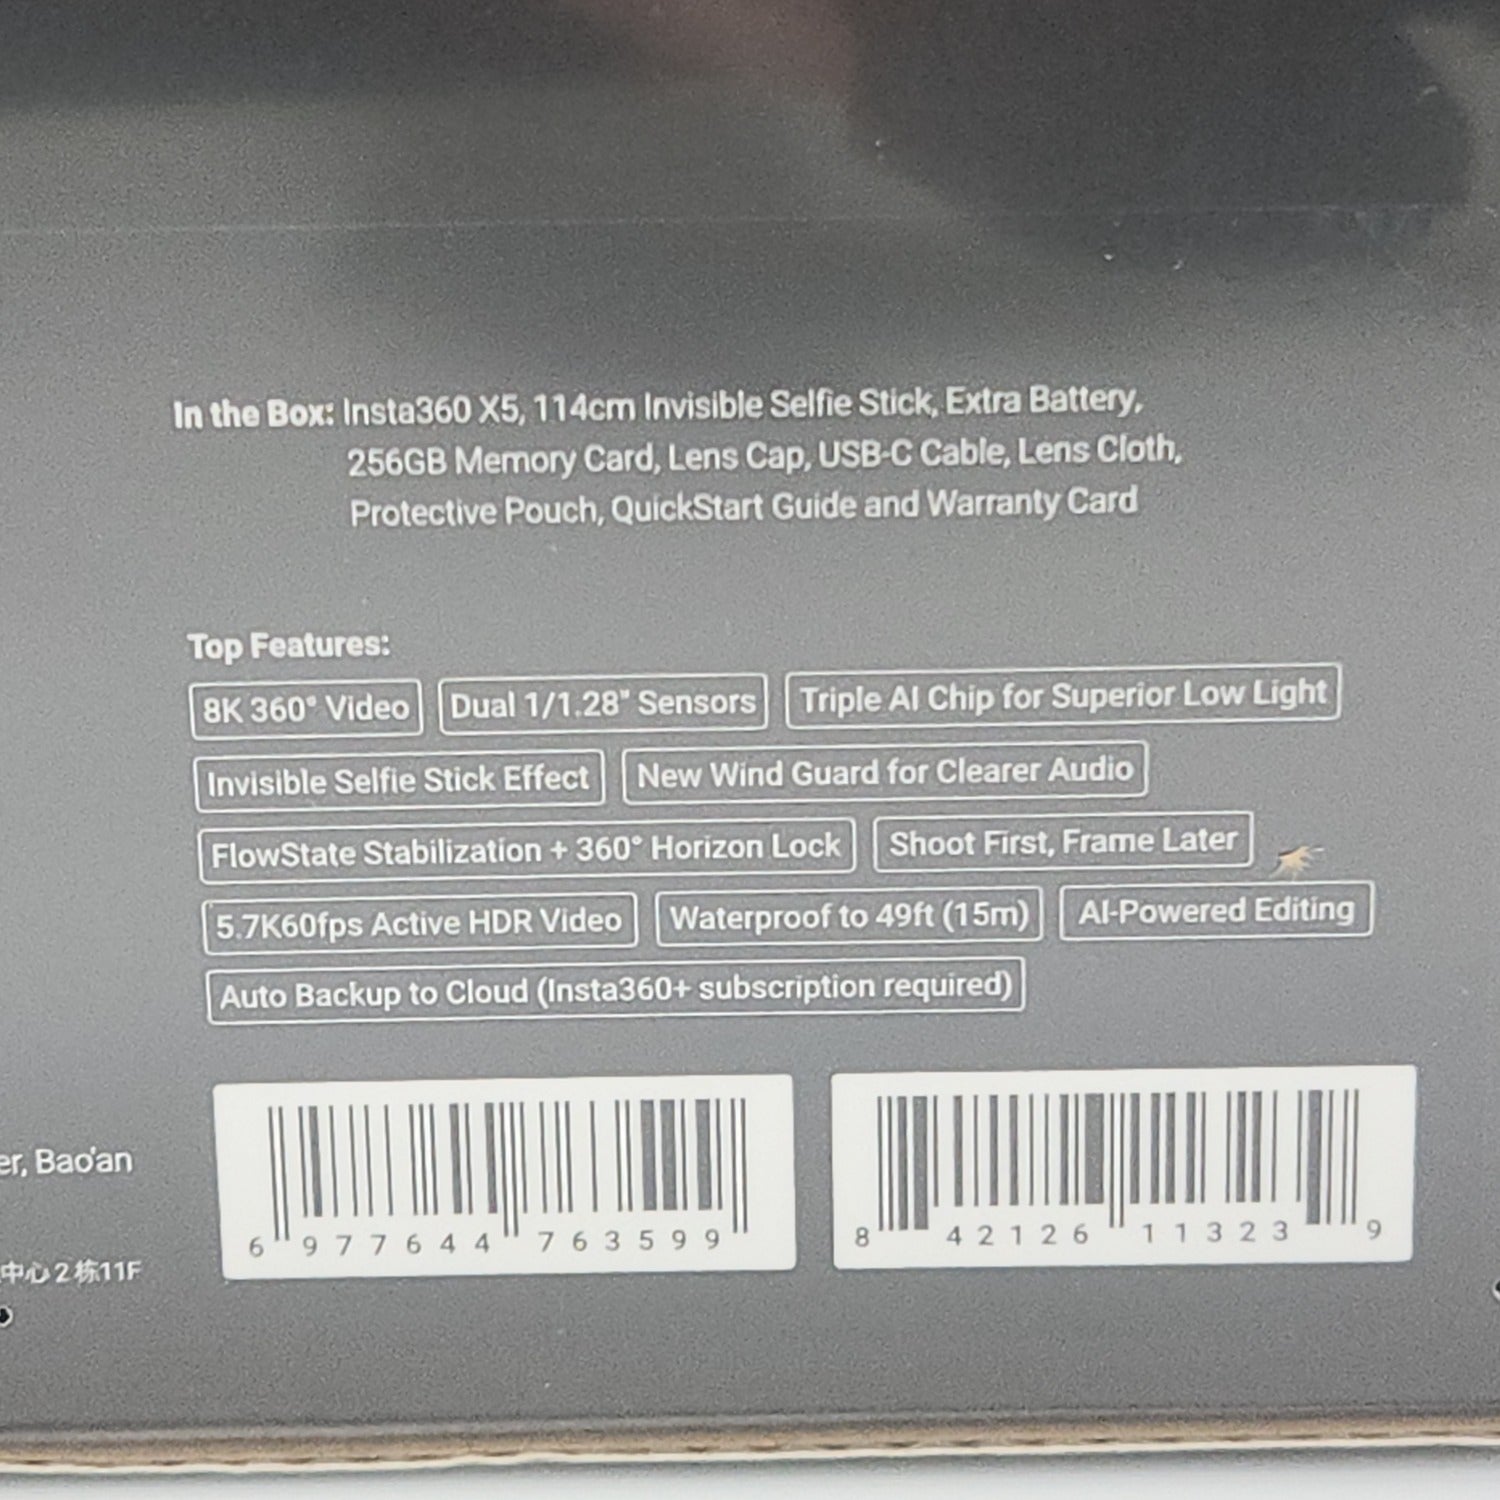 In the Box: Insta360 X5, 114cm Invisible Selfie Stick, Extra Battery,
256GB Memory Card, Lens Cap, USB-C Cable, Lens Cloth,
Protective Pouch, QuickStart Guide and Warranty Card
Top Features:
8K 360° Video Dual 1/1.28" Sensors Triple AI Chip for Superior Low Light
Invisible Selfie Stick Effect New Wind Guard for Clearer Audio
FlowState Stabilization + 360° Horizon Lock Shoot First, Frame Later
5.7K60fps Active HDR Video Waterproof to 49ft (15m) AI-Powered Editing
Auto Backup to Cloud (Insta360+ subscription required)
er, Bao'an
中心2栋11F
6 977644 763599
8 42126 11323 9